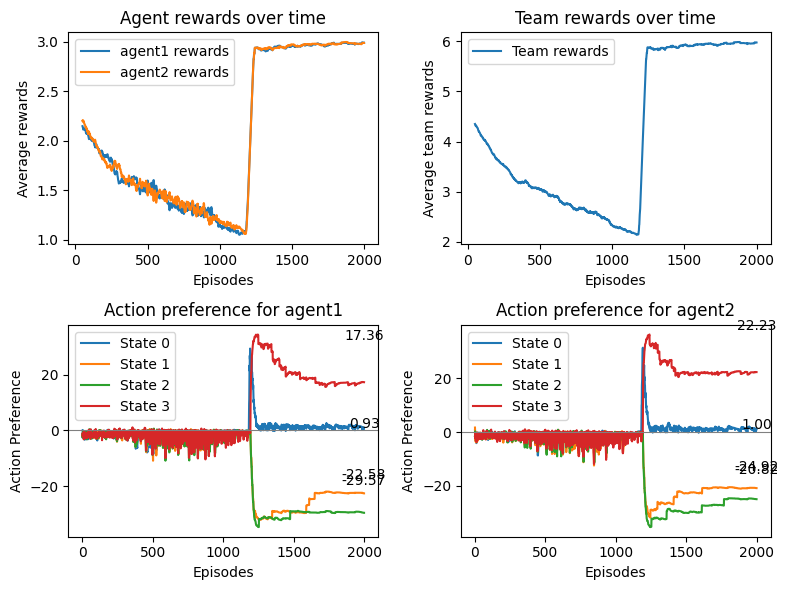 Agent rewards over time
Average rewards
3.0
2.5
2.0
1.5
1.0
agent1 rewards
agent2 rewards
0
500
1000
1500
2000
Episodes
Team rewards over time
Average team rewards
6
5
4
3
2
Team rewards
0
500
1000
1500
2000
Episodes
Action preference for agent1
Action Preference
20
0
−20
State 0
State 1
State 2
State 3
17.36
0.93
-22.58
-29.57
0
500
1000
1500
2000
Episodes
Action preference for agent2
Action Preference
20
0
−20
State 0
State 1
State 2
State 3
22.23
1.00
-24.92
-20.82
0
500
1000
1500
2000
Episodes